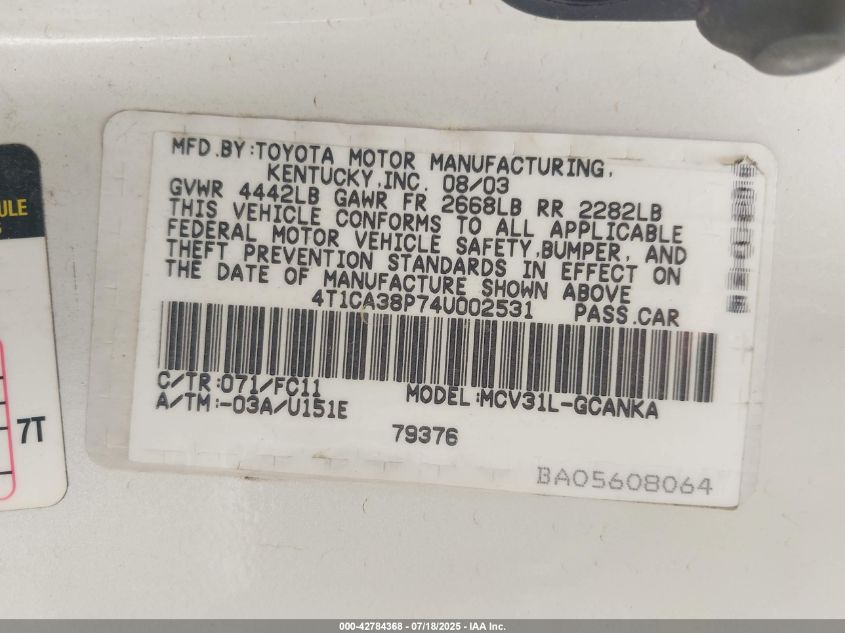 MFD.BY:TOYOTA MOTOR MANUFACTURING,
KENTUCKY,INC. 08/03
GVWR 4442LB GAWR FR 2668LB RR 2282LB
THIS VEHICLE CONFORMS TO ALL APPLICABLE
FEDERAL MOTOR VEHICLE SAFETY,BUMPER, AND
THEFT PREVENTION STANDARDS IN EFFECT ON
THE DATE OF MANUFACTURE SHOWN ABOVE
4T1CA38P74U002531 PASS.CAR
C/TR:071/FC11 MODEL:MCV31L-GCANKA
A/TM:-03A/U151E
79376
BA05608064
ULE
7T
000-42784368 - 07/18/2025 - IAA Inc.